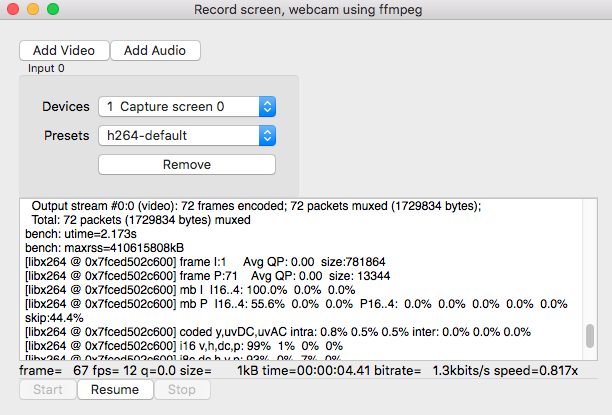 Record screen, webcam using ffmpeg
Add Video Add Audio
Input 0
Devices 1 Capture screen 0
Presets h264-default
Remove
Output stream #0:0 (video): 72 frames encoded; 72 packets muxed (1729834 bytes);
Total: 72 packets (1729834 bytes) muxed
bench: utime=2.173s
bench: maxrss=410615808kB
[libx264 @ 0x7fced502c600] frame I:1 Avg QP: 0.00 size:781864
[libx264 @ 0x7fced502c600] frame P:71 Avg QP: 0.00 size: 13344
[libx264 @ 0x7fced502c600] mb I I16..4: 100.0% 0.0% 0.0%
[libx264 @ 0x7fced502c600] mb P I16..4: 55.6% 0.0% 0.0% P16..4: 0.0% 0.0% 0.0% 0.0% 0.0%
skip:44.4%
[libx264 @ 0x7fced502c600] coded y,uvDC,uvAC intra: 0.8% 0.5% 0.5% inter: 0.0% 0.0% 0.0%
[libx264 @ 0x7fced502c600] i16 v,h,dc,p: 99% 1% 0% 0%
[libx264 @ 0x7fced502c600] i8c dc,h,v,p: 93% 0% 7% 0%
frame= 67 fps= 12 q=0.0 size= 1kB time=00:00:04.41 bitrate= 1.3kbits/s speed=0.817x
Start Resume Stop